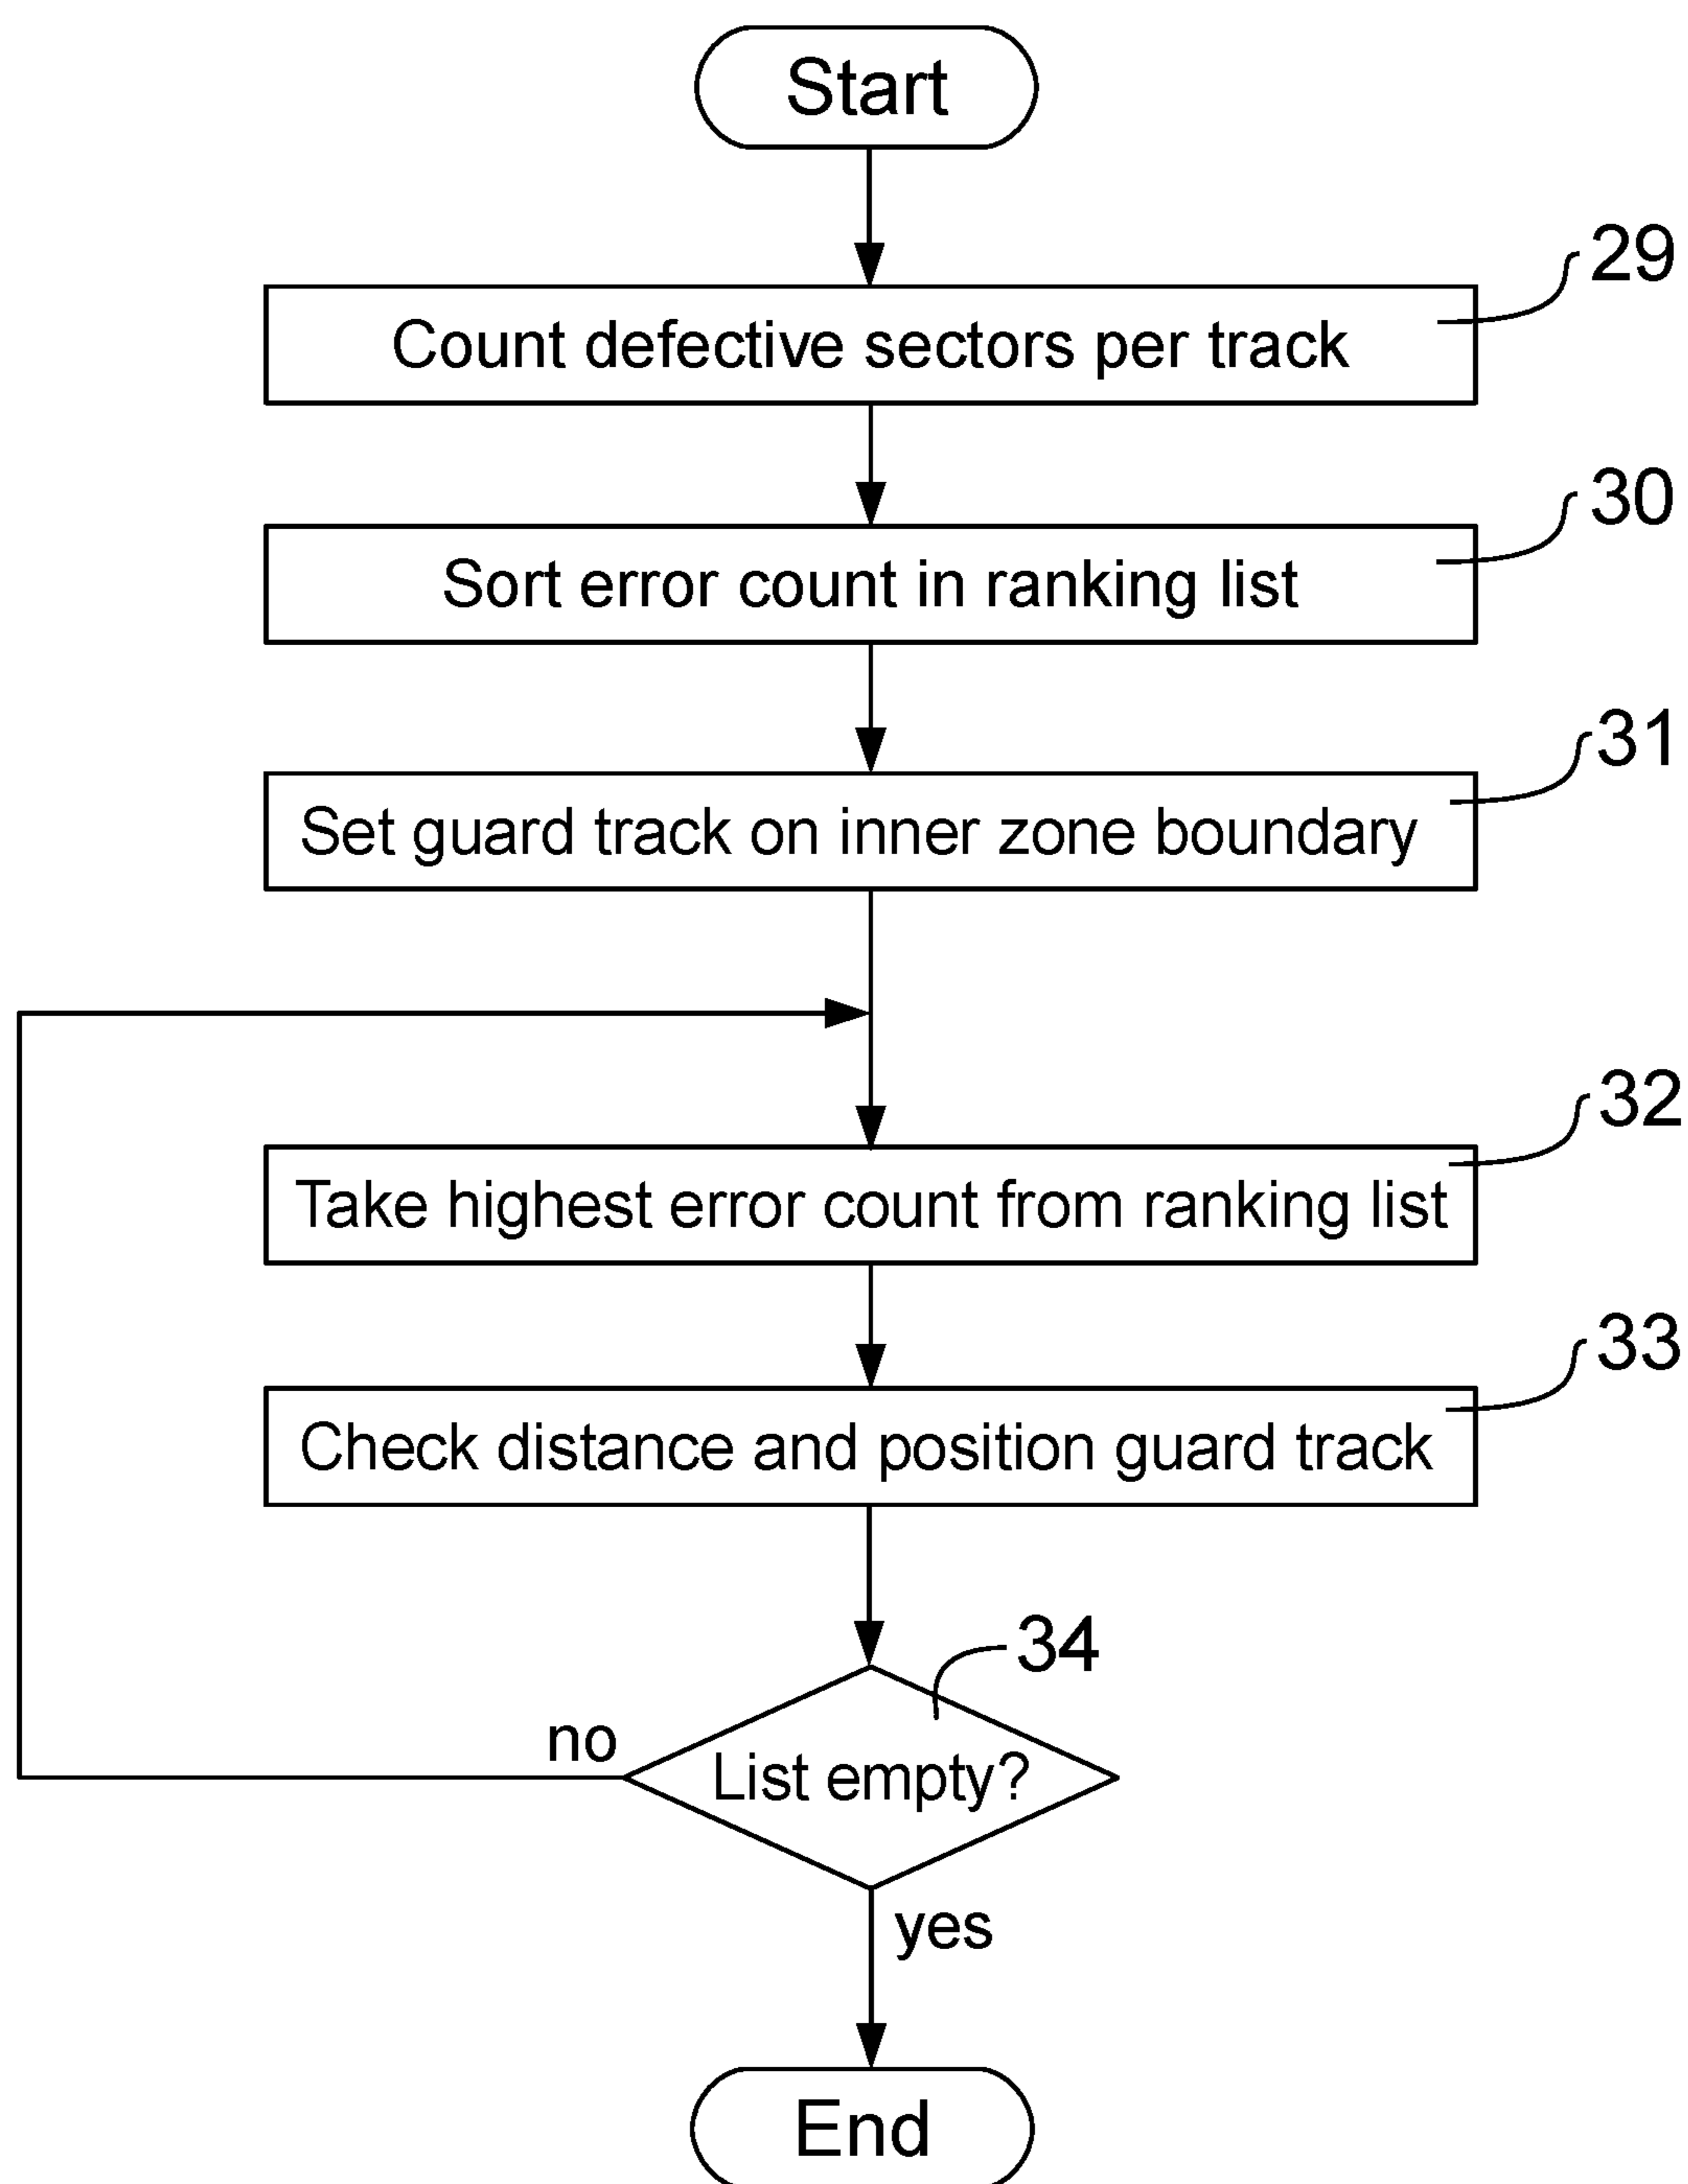 Start
29
Count defective sectors per track
30
Sort error count in ranking list
31
Set guard track on inner zone boundary
32
Take highest error count from ranking list
33
Check distance and position guard track
34
no
List empty?
yes
End